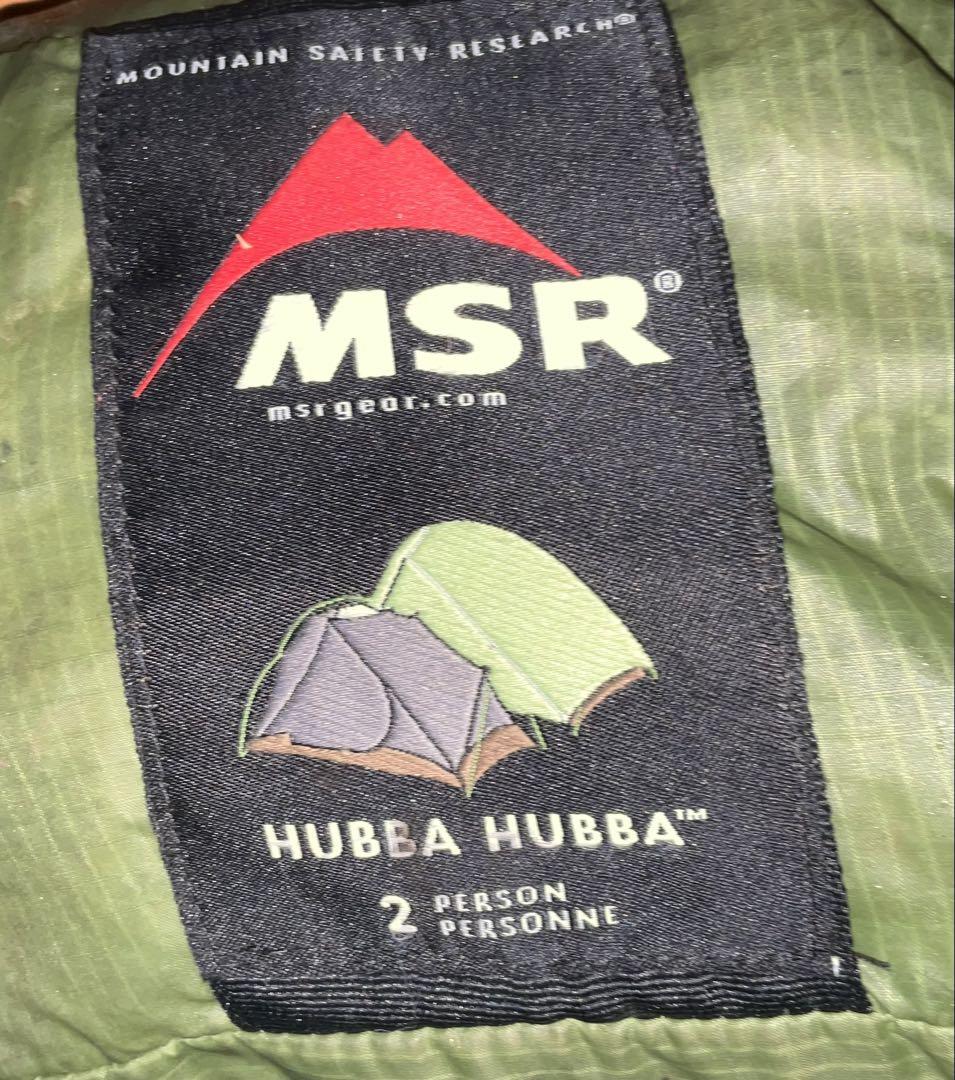 MOUNTAIN SAFETY RESEARCH®
MSR®
msrgear.com
HUBBA HUBBA™
2 PERSON
PERSONNE